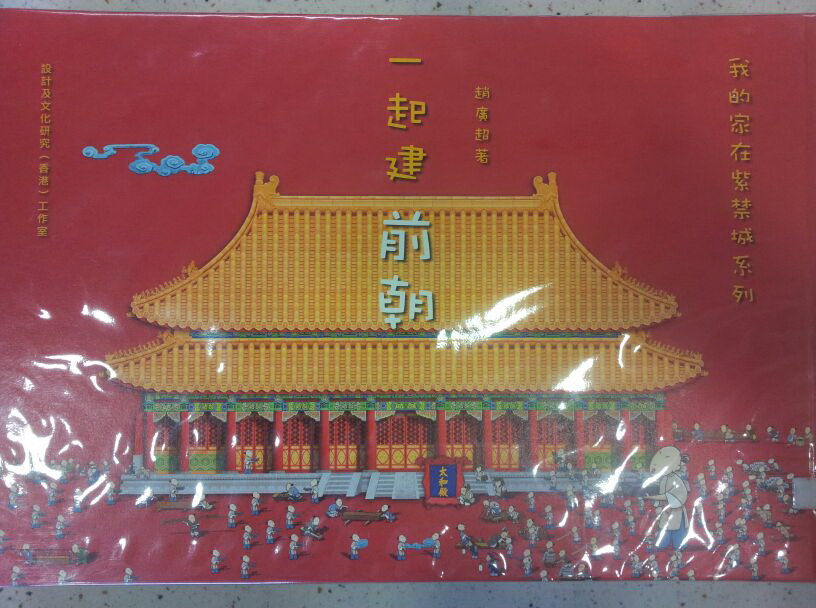 我的家在紫禁城系列
趙廣超著
一起建前朝
設計及文化研究（香港）工作室
太和殿